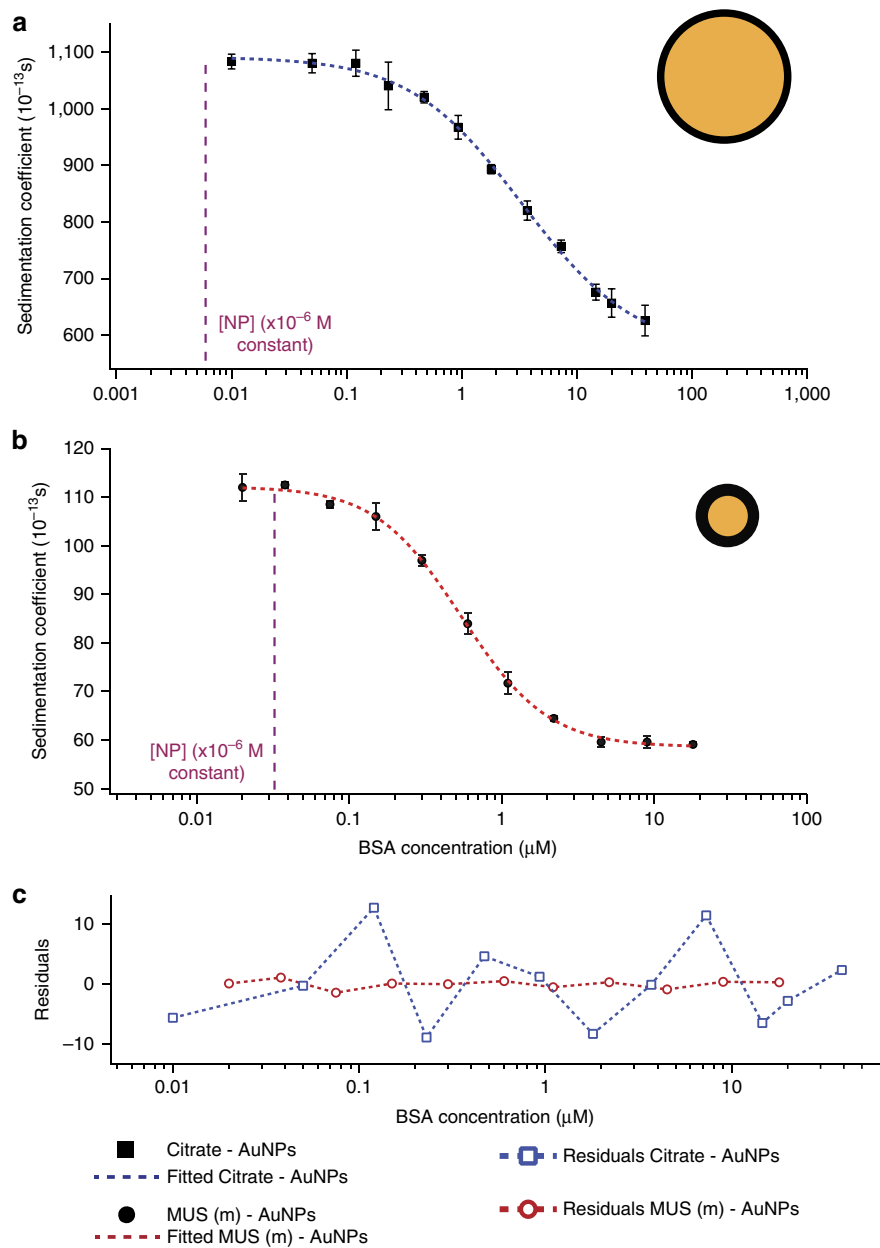 a
1,100
1,000
900
800
700
600
Sedimentation coefficient (10⁻¹³s)
[NP] (x10⁻⁶ M
constant)
0.001
0.01
0.1
1
10
100
1,000
b
120
110
100
90
80
70
60
50
Sedimentation coefficient (10⁻¹³s)
[NP] (x10⁻⁶ M
constant)
0.01
0.1
1
10
100
BSA concentration (μM)
c
10
0
−10
Residuals
0.01
0.1
1
10
BSA concentration (μM)
Citrate - AuNPs
Fitted Citrate - AuNPs
MUS (m) - AuNPs
Fitted MUS (m) - AuNPs
Residuals Citrate - AuNPs
Residuals MUS (m) - AuNPs